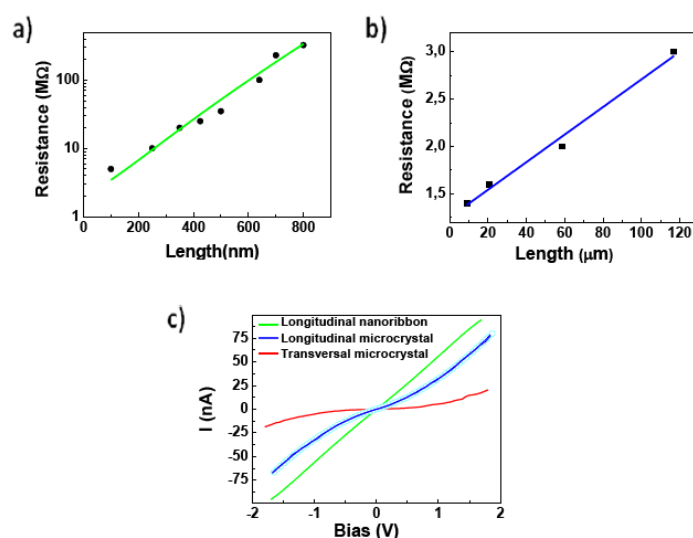 a)
Resistance (MΩ)
100
10
1
0 200 400 600 800
Length(nm)
b)
Resistance (MΩ)
3,0
2,5
2,0
1,5
0 20 40 60 80 100 120
Length (μm)
c)
Longitudinal nanoribbon
Longitudinal microcrystal
Transversal microcrystal
I (nA)
75
50
25
0
-25
-50
-75
-2 -1 0 1 2
Bias (V)